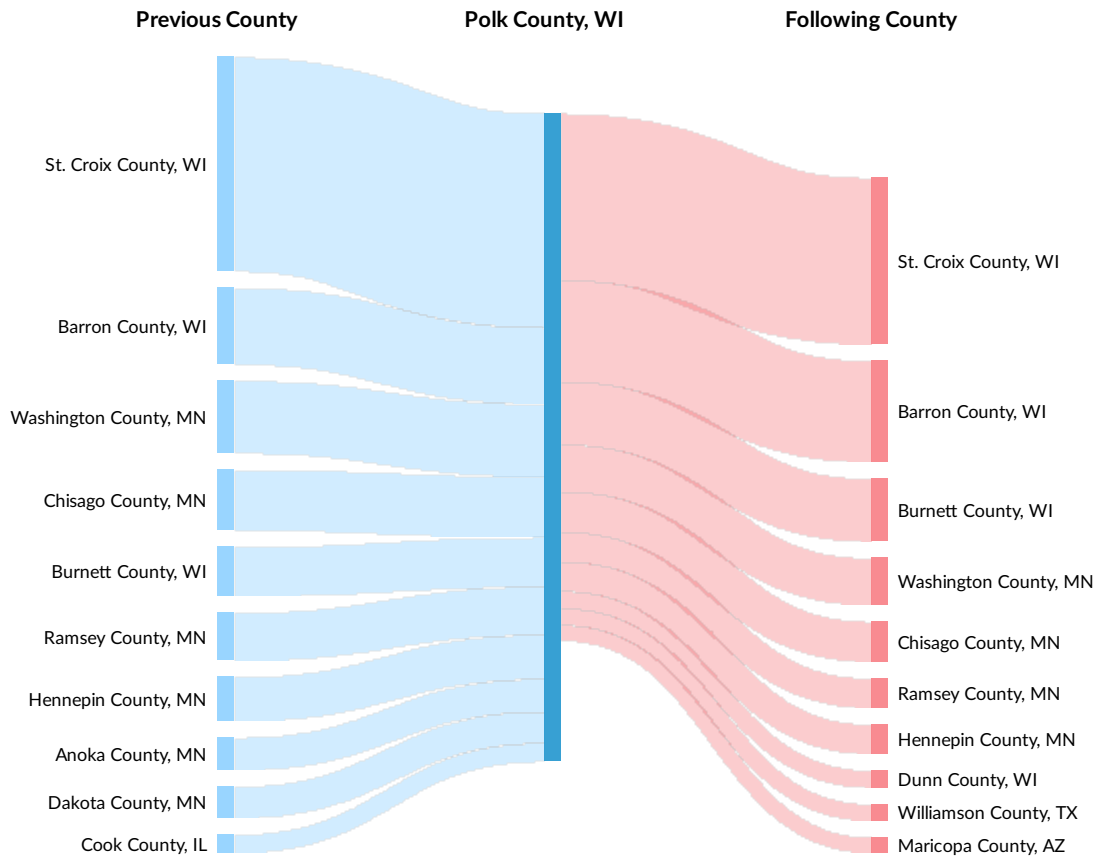 Previous County
Polk County, WI
Following County
St. Croix County, WI
Barron County, WI
Washington County, MN
Chisago County, MN
Burnett County, WI
Ramsey County, MN
Hennepin County, MN
Anoka County, MN
Dakota County, MN
Cook County, IL
St. Croix County, WI
Barron County, WI
Burnett County, WI
Washington County, MN
Chisago County, MN
Ramsey County, MN
Hennepin County, MN
Dunn County, WI
Williamson County, TX
Maricopa County, AZ